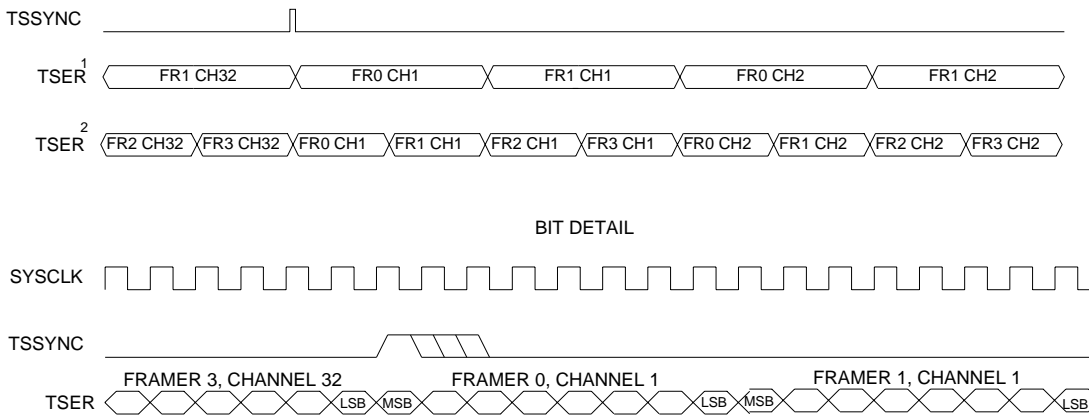 TSSYNC
TSER 1 FR1 CH32 FR0 CH1 FR1 CH1 FR0 CH2 FR1 CH2
TSER 2 FR2 CH32 FR3 CH32 FR0 CH1 FR1 CH1 FR2 CH1 FR3 CH1 FR0 CH2 FR1 CH2 FR2 CH2 FR3 CH2
BIT DETAIL
SYSCLK
TSSYNC
FRAMER 3, CHANNEL 32 FRAMER 0, CHANNEL 1 FRAMER 1, CHANNEL 1
TSER LSB MSB LSB MSB LSB